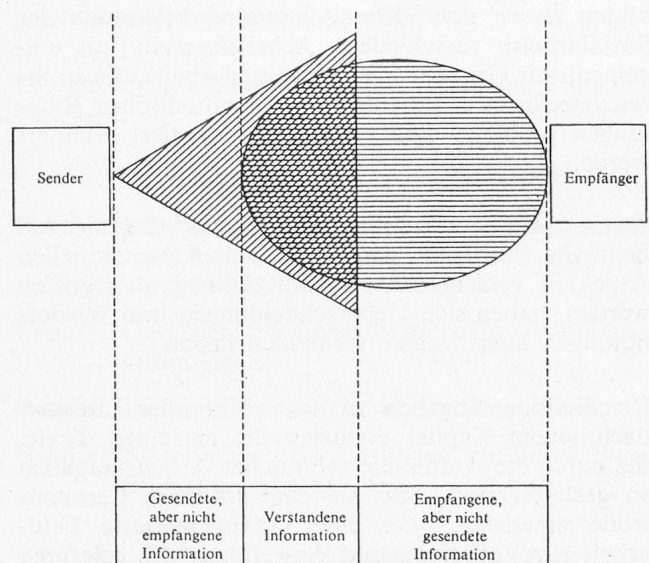 Sender
Empfänger
Gesendete,
aber nicht
empfangene
Information
Verstandene
Information
Empfangene,
aber nicht
gesendete
Information